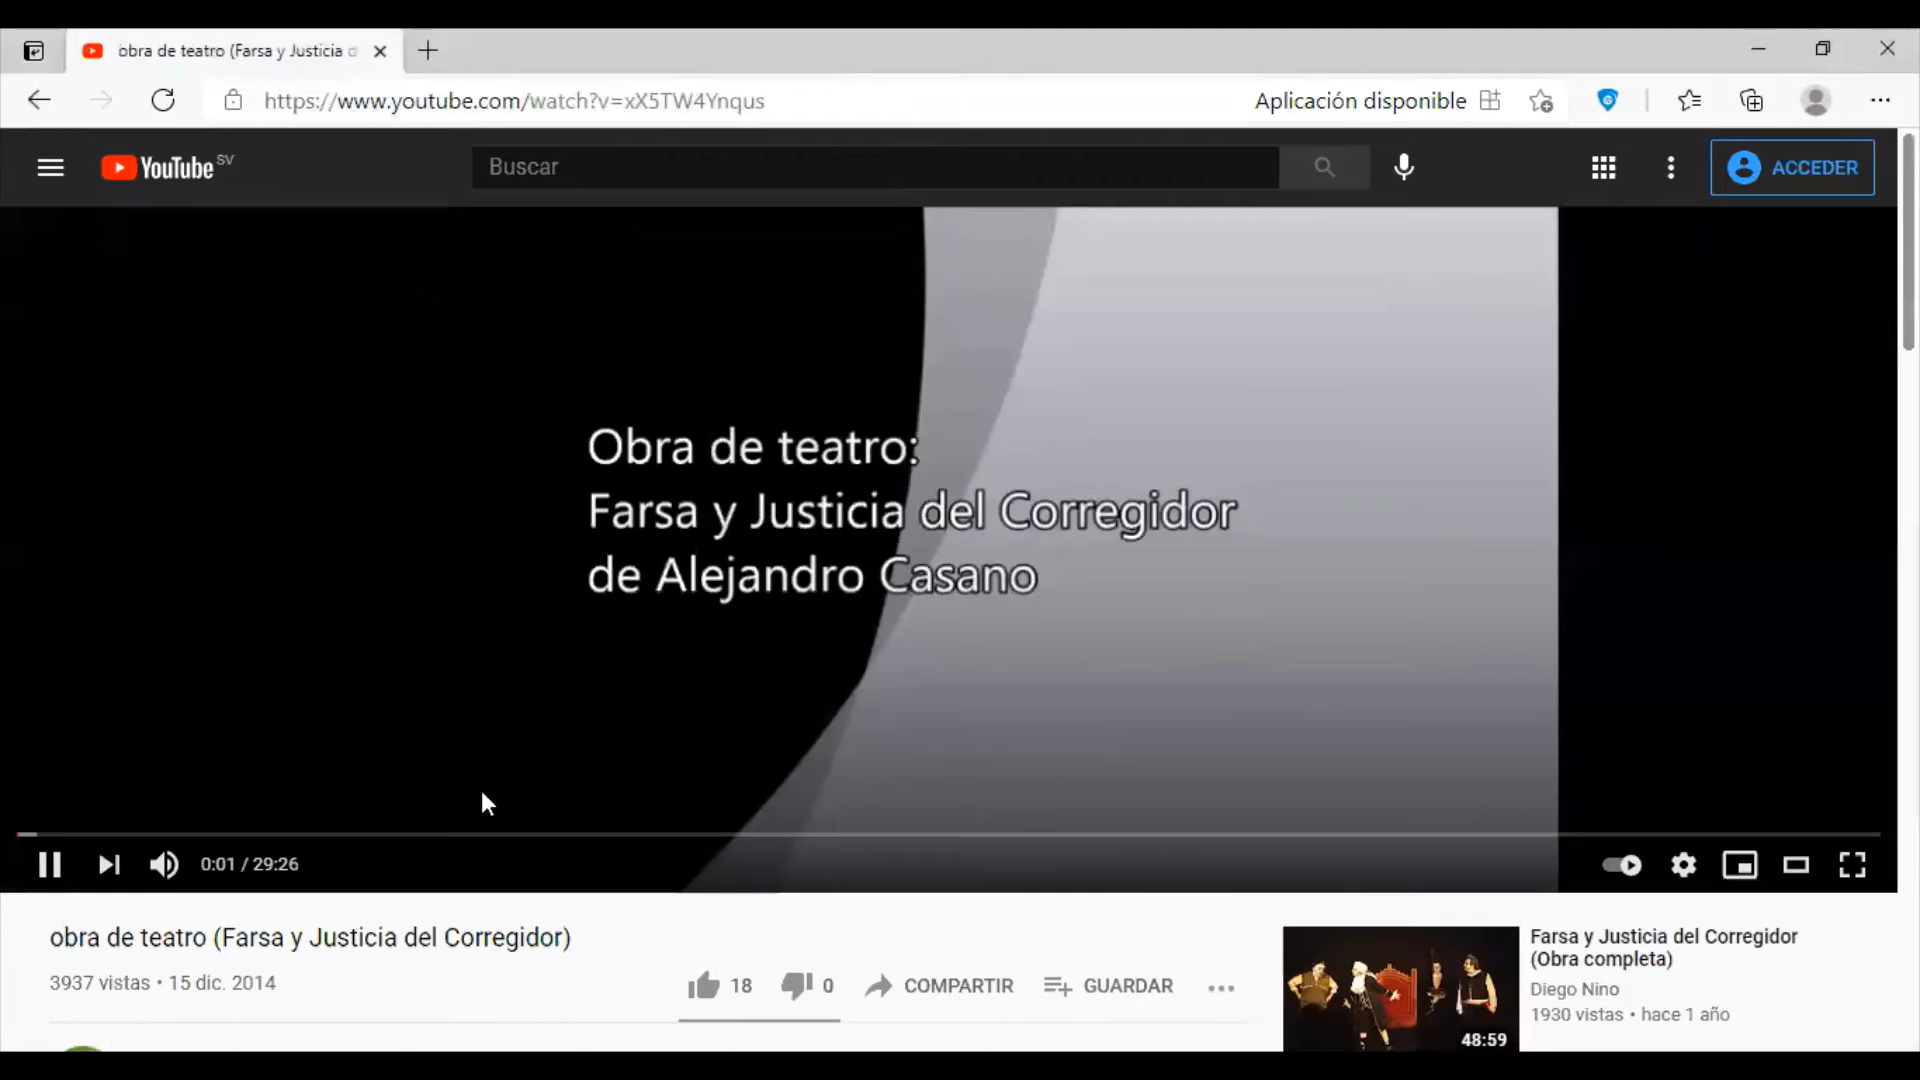 obra de teatro (Farsa y Justicia d
https://www.youtube.com/watch?v=xX5TW4Ynqus
Aplicación disponible
YouTube SV
Buscar
ACCEDER
Obra de teatro:
Farsa y Justicia del Corregidor
de Alejandro Casano
0:01 / 29:26
obra de teatro (Farsa y Justicia del Corregidor)
3937 vistas • 15 dic. 2014
18
0
COMPARTIR
GUARDAR
Farsa y Justicia del Corregidor
(Obra completa)
Diego Nino
1930 vistas • hace 1 año
48:59